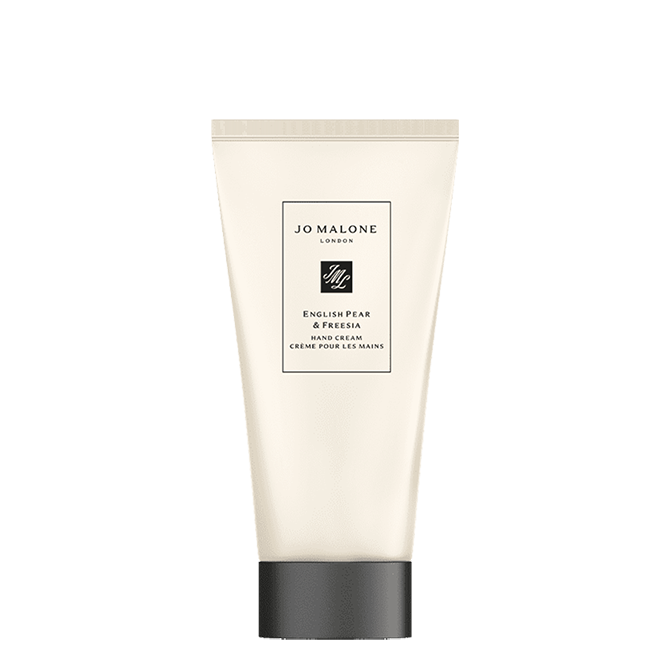 JO MALONE
LONDON
JML
ENGLISH PEAR
& FREESIA
HAND CREAM
CRÈME POUR LES MAINS